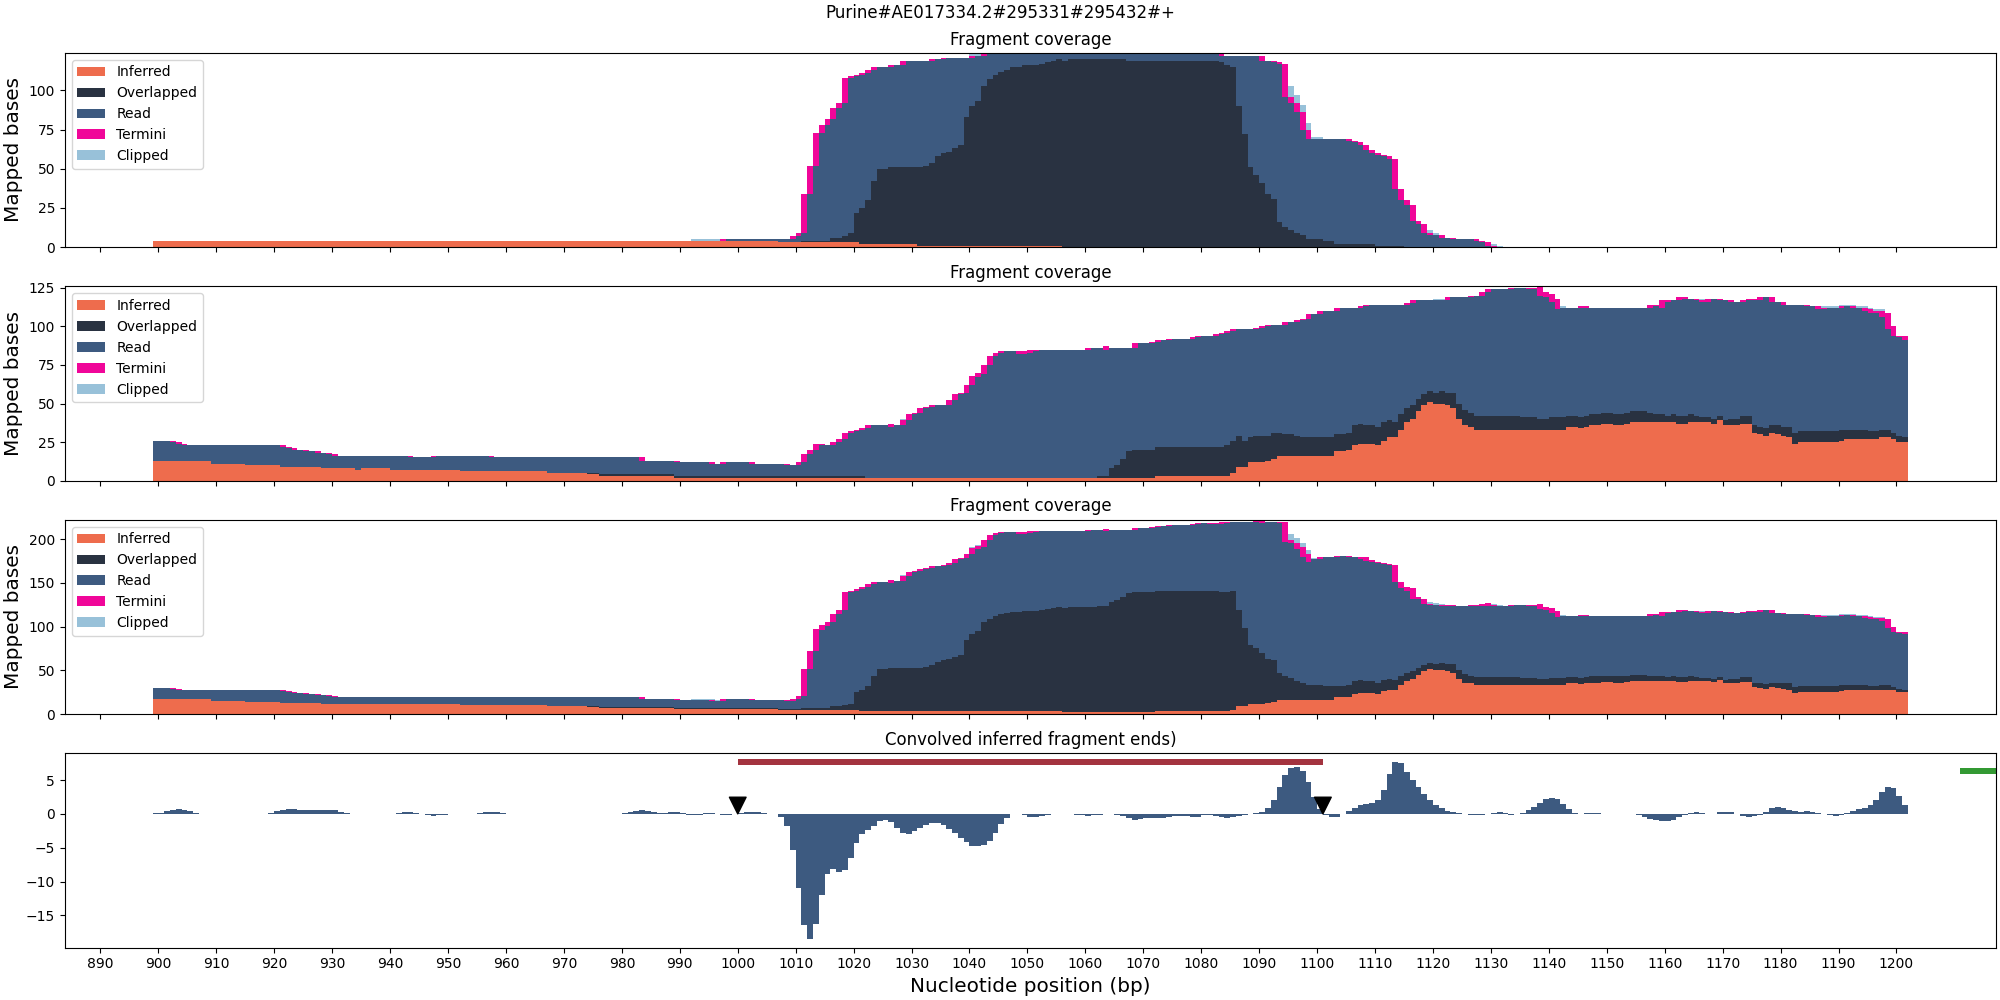 Purine#AE017334.2#295331#295432#+
Fragment coverage
Mapped bases
100
75
50
25
0
Inferred
Overlapped
Read
Termini
Clipped
Fragment coverage
Mapped bases
125
100
75
50
25
0
Inferred
Overlapped
Read
Termini
Clipped
Fragment coverage
Mapped bases
200
150
100
50
0
Inferred
Overlapped
Read
Termini
Clipped
Convolved inferred fragment ends)
5
0
−5
−10
−15
890 900 910 920 930 940 950 960 970 980 990 1000 1010 1020 1030 1040 1050 1060 1070 1080 1090 1100 1110 1120 1130 1140 1150 1160 1170 1180 1190 1200
Nucleotide position (bp)